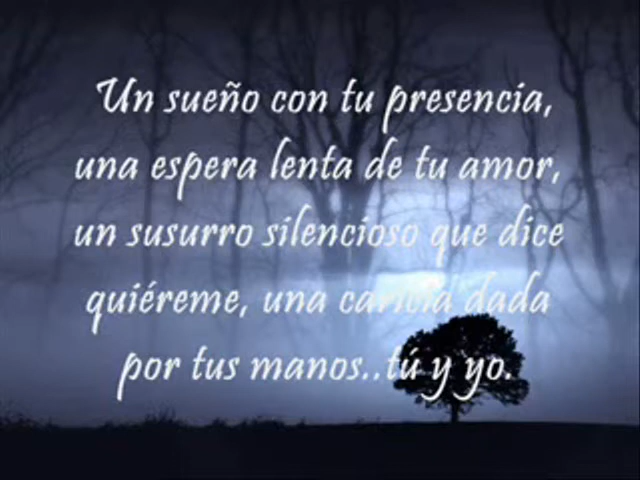 Un sueño con tu presencia,
una espera lenta de tu amor,
un susurro silencioso que dice
quiéreme, una caricia dada
por tus manos..tú y yo.